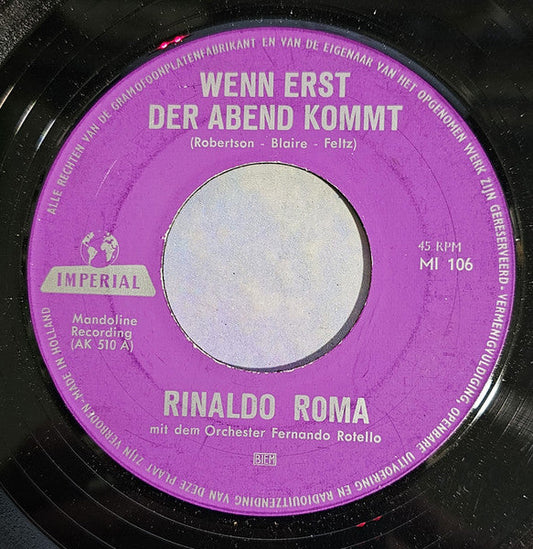 ALLE RECHTEN VAN DE GRAMOFOONPLATENFABRIKANT EN VAN DE EIGENAAR VAN HET OPGENOMEN WERK ZIJN GERESERVEERD - VERMENIGVULDIGING, OPENBARE UITVOERING EN RADIOUITZENDING VAN DEZE PLAAT ZIJN VERBODEN - MADE IN HOLLAND
WENN ERST
DER ABEND KOMMT
(Robertson - Blaire - Feltz)
45 RPM
MI 106
IMPERIAL
Mandoline
Recording
(AK 510 A)
RINALDO ROMA
mit dem Orchester Fernando Rotello
BIEM